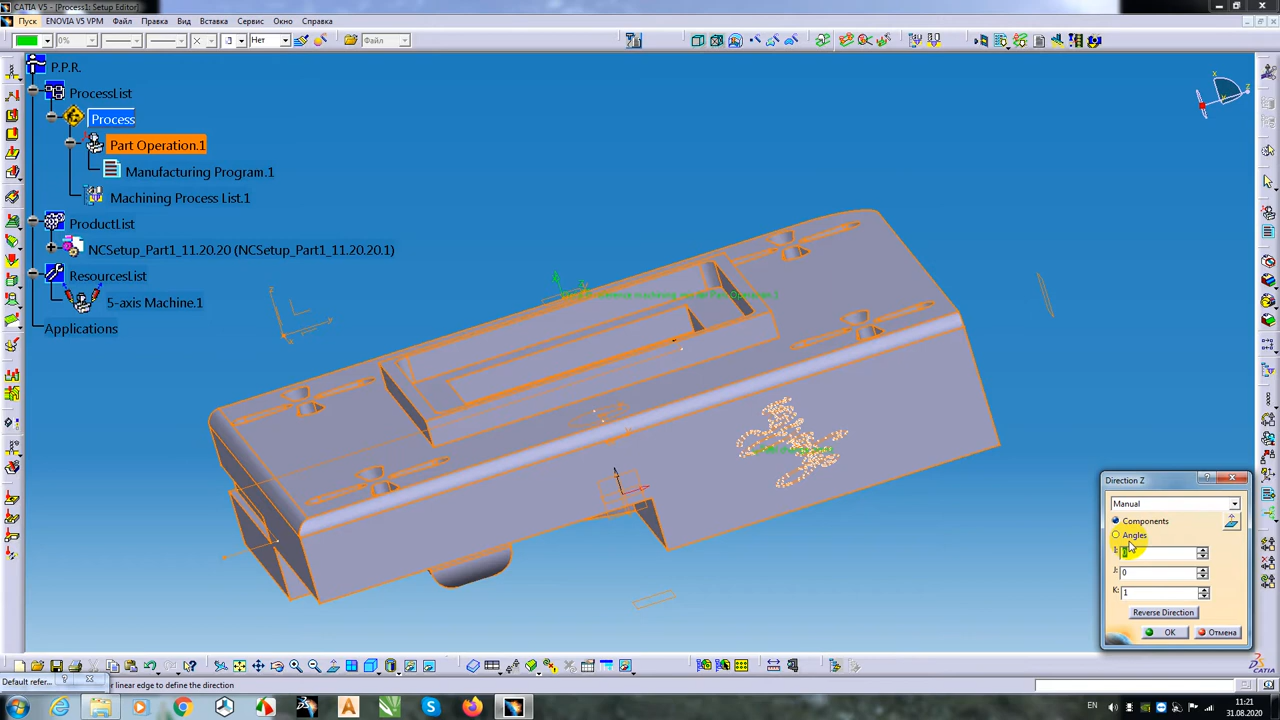 CATIA V5 - [Process1: Setup Editor]
Пуск ENOVIA V5 VPM Файл Правка Вид Вставка Сервис Окно Справка
0% Нет Файл
P.P.R.
ProcessList
Process
Part Operation.1
Manufacturing Program.1
Machining Process List.1
ProductList
NCSetup_Part1_11.20.20 (NCSetup_Part1_11.20.20.1)
ResourcesList
5-axis Machine.1
Applications
Direction Z
Manual
Components
Angles
I:
J: 0
K: 1
Reverse Direction
OK Отмена
Default refer...
r linear edge to define the direction
EN 11:21
31.08.2020